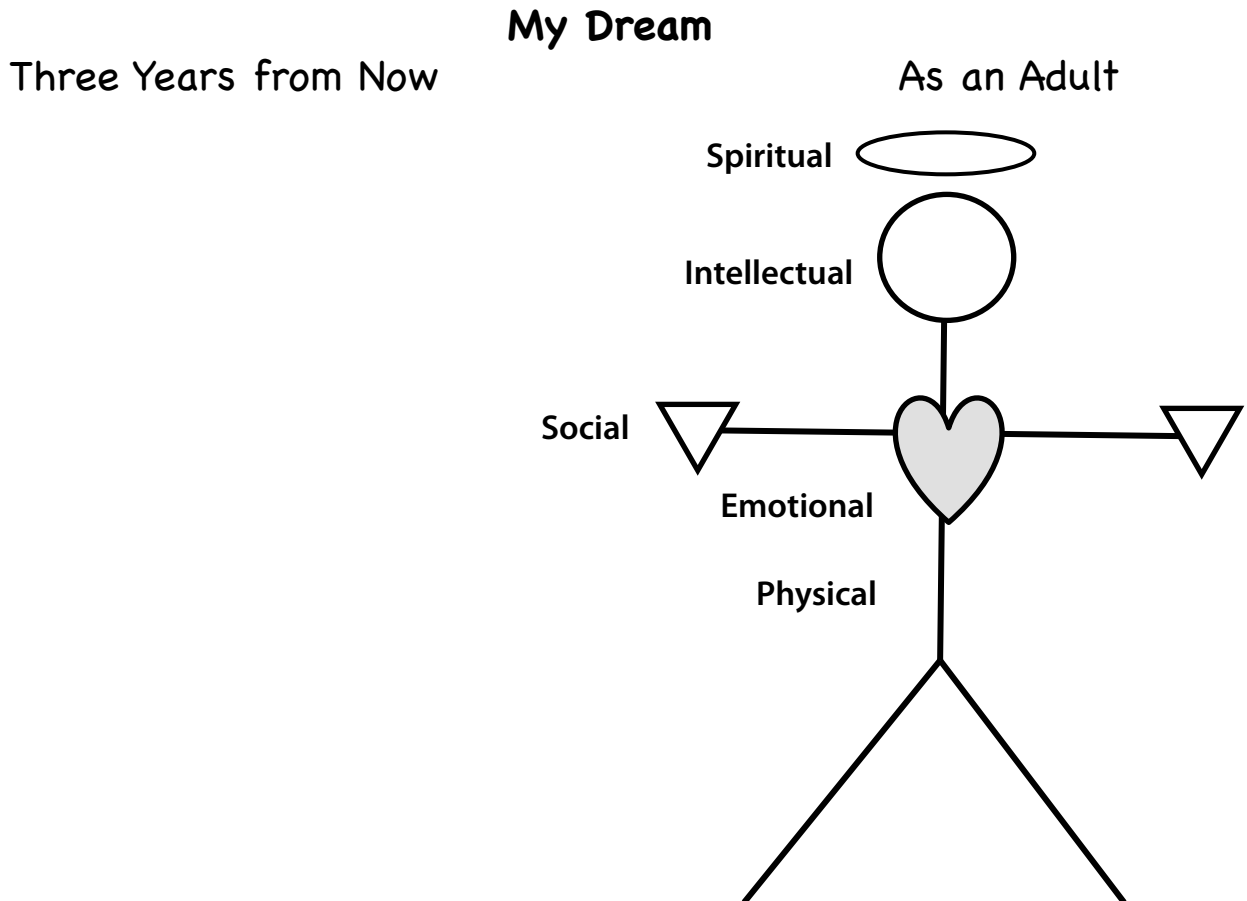 My Dream
Three Years from Now
As an Adult
Spiritual
Intellectual
Social
Emotional
Physical